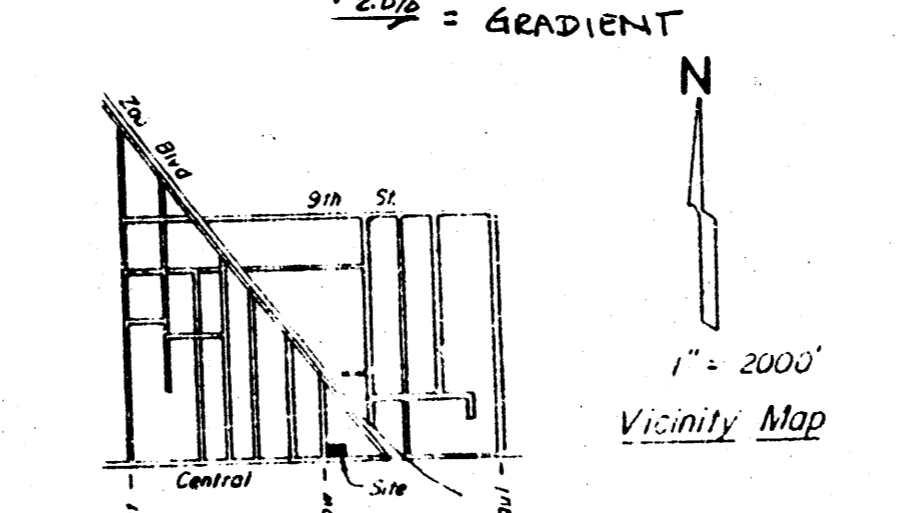 = GRADIENT
N
Zoo Blvd
9th St.
1" = 2000'
Vicinity Map
Central
Site